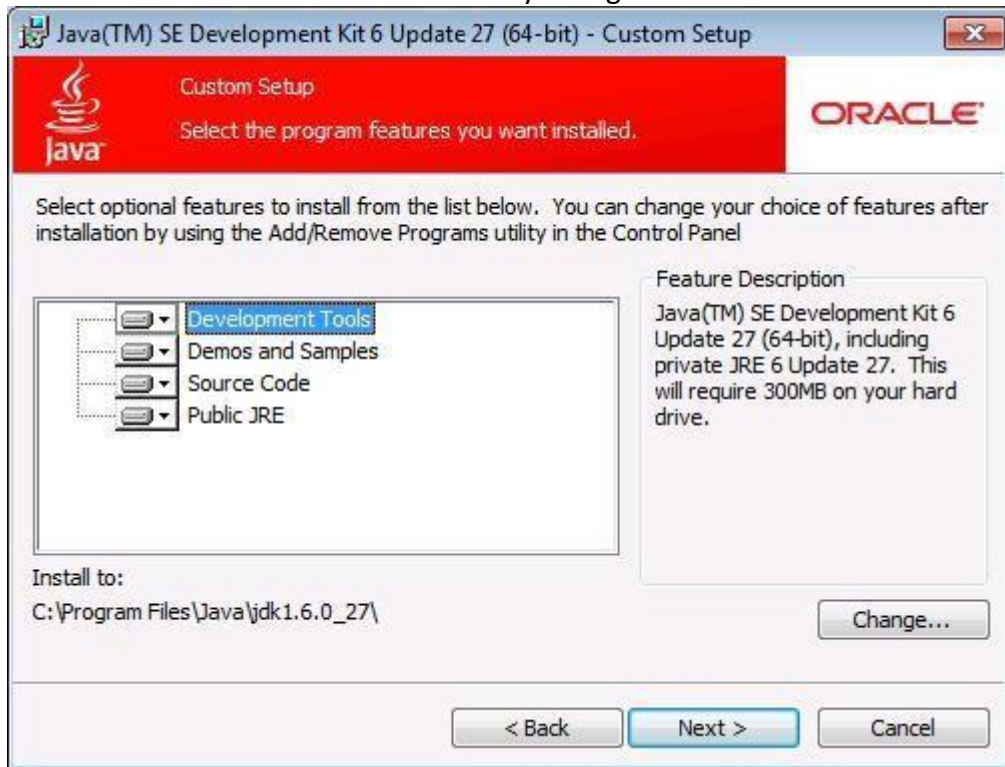 Java(TM) SE Development Kit 6 Update 27 (64-bit) - Custom Setup
Java
Custom Setup
Select the program features you want installed.
ORACLE
Select optional features to install from the list below. You can change your choice of features after
installation by using the Add/Remove Programs utility in the Control Panel
Development Tools
Demos and Samples
Source Code
Public JRE
Feature Description
Java(TM) SE Development Kit 6
Update 27 (64-bit), including
private JRE 6 Update 27. This
will require 300MB on your hard
drive.
Install to:
C:\Program Files\Java\jdk1.6.0_27\
Change...
< Back
Next >
Cancel